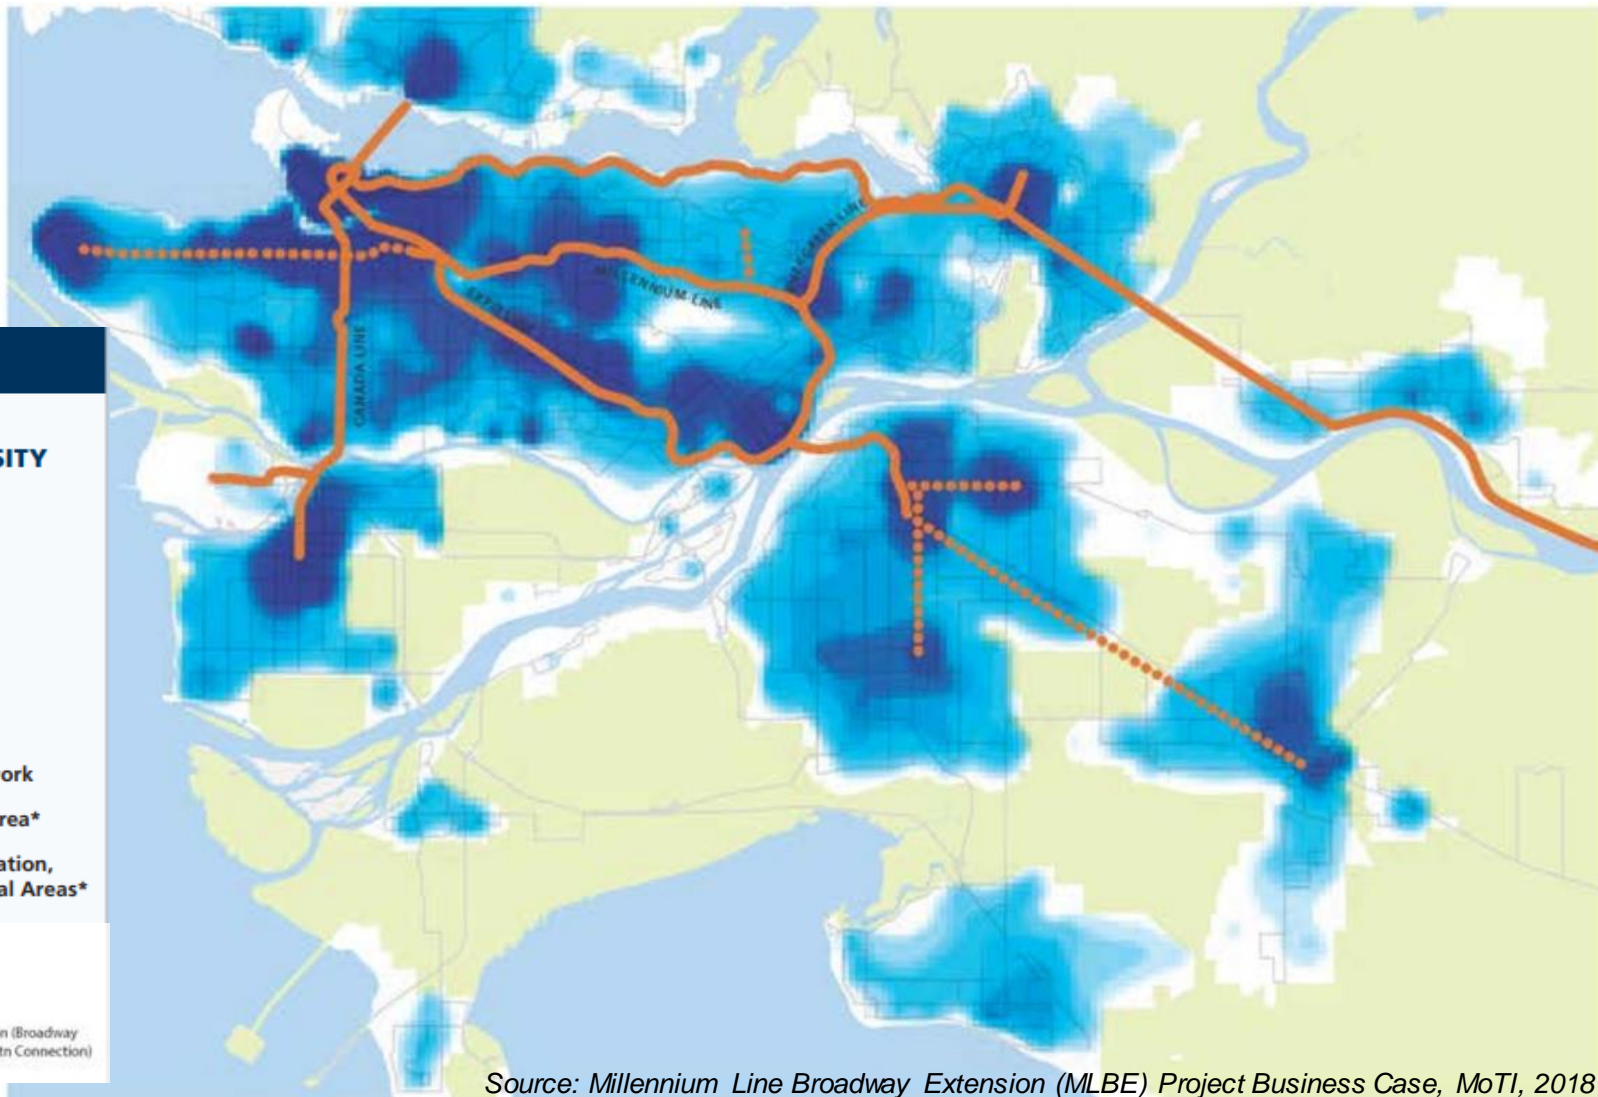 SITY
ork
rea*
ation,
al Areas*
n (Broadway
tn Connection)
CANADA LINE
EXPO LINE
MILLENNIUM LINE
EVERGREEN LINE
Source: Millennium Line Broadway Extension (MLBE) Project Business Case, MoTI, 2018